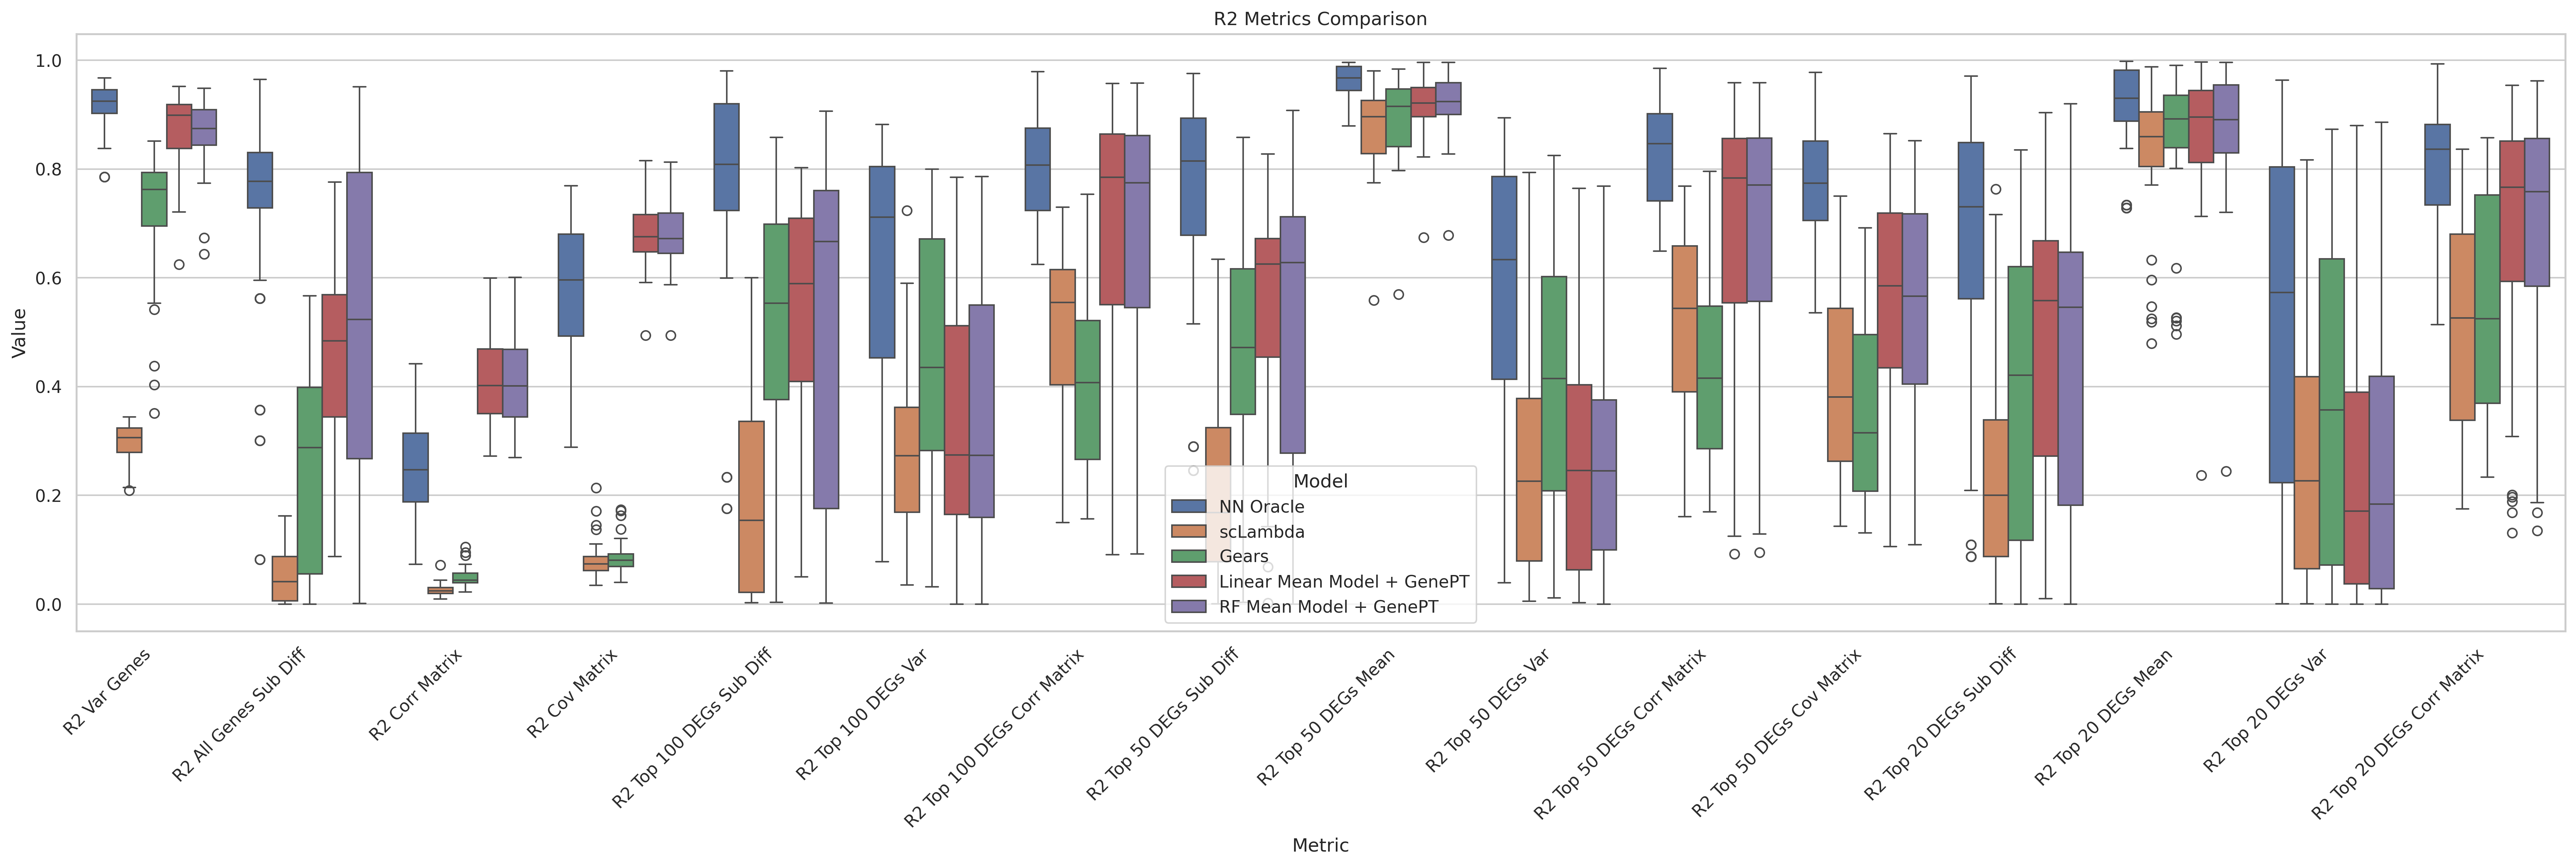 R2 Metrics Comparison
Value
1.0
0.8
0.6
0.4
0.2
0.0
Model
NN Oracle
scLambda
Gears
Linear Mean Model + GenePT
RF Mean Model + GenePT
R2 Var Genes
R2 All Genes Sub Diff
R2 Corr Matrix
R2 Cov Matrix
R2 Top 100 DEGs Sub Diff
R2 Top 100 DEGs Var
R2 Top 100 DEGs Corr Matrix
R2 Top 50 DEGs Sub Diff
R2 Top 50 DEGs Mean
R2 Top 50 DEGs Var
R2 Top 50 DEGs Corr Matrix
R2 Top 50 DEGs Cov Matrix
R2 Top 20 DEGs Sub Diff
R2 Top 20 DEGs Mean
R2 Top 20 DEGs Var
R2 Top 20 DEGs Corr Matrix
Metric